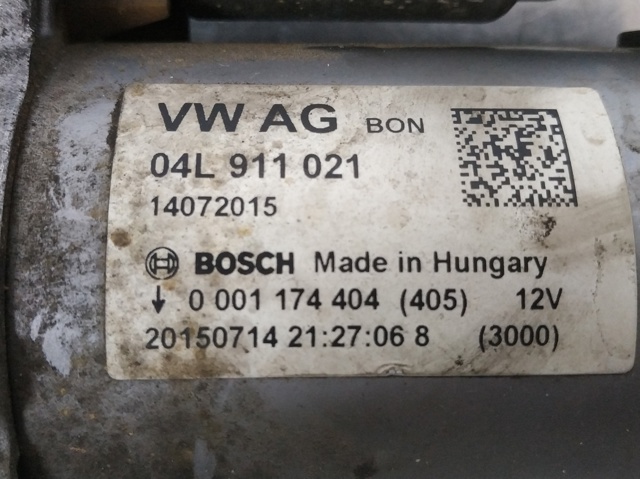 VW AG BON
04L 911 021
14072015
BOSCH Made in Hungary
↓ 0 001 174 404 (405) 12V
20150714 21:27:06 8 (3000)